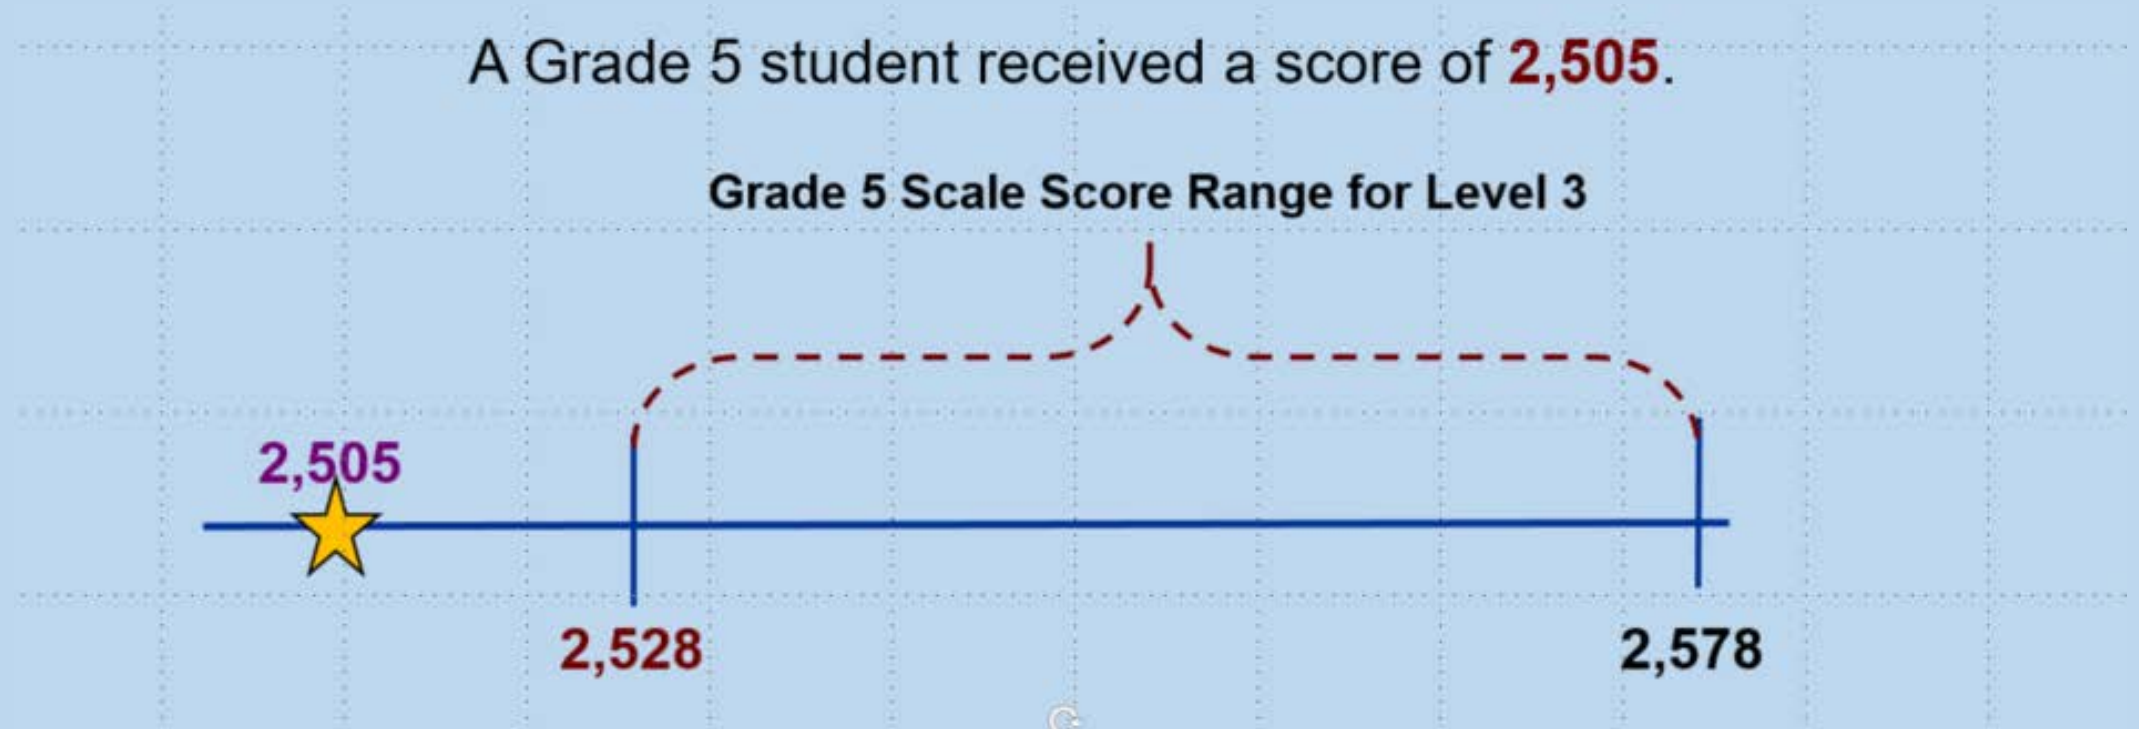 A Grade 5 student received a score of 2,505.
Grade 5 Scale Score Range for Level 3
2,505
2,528
2,578